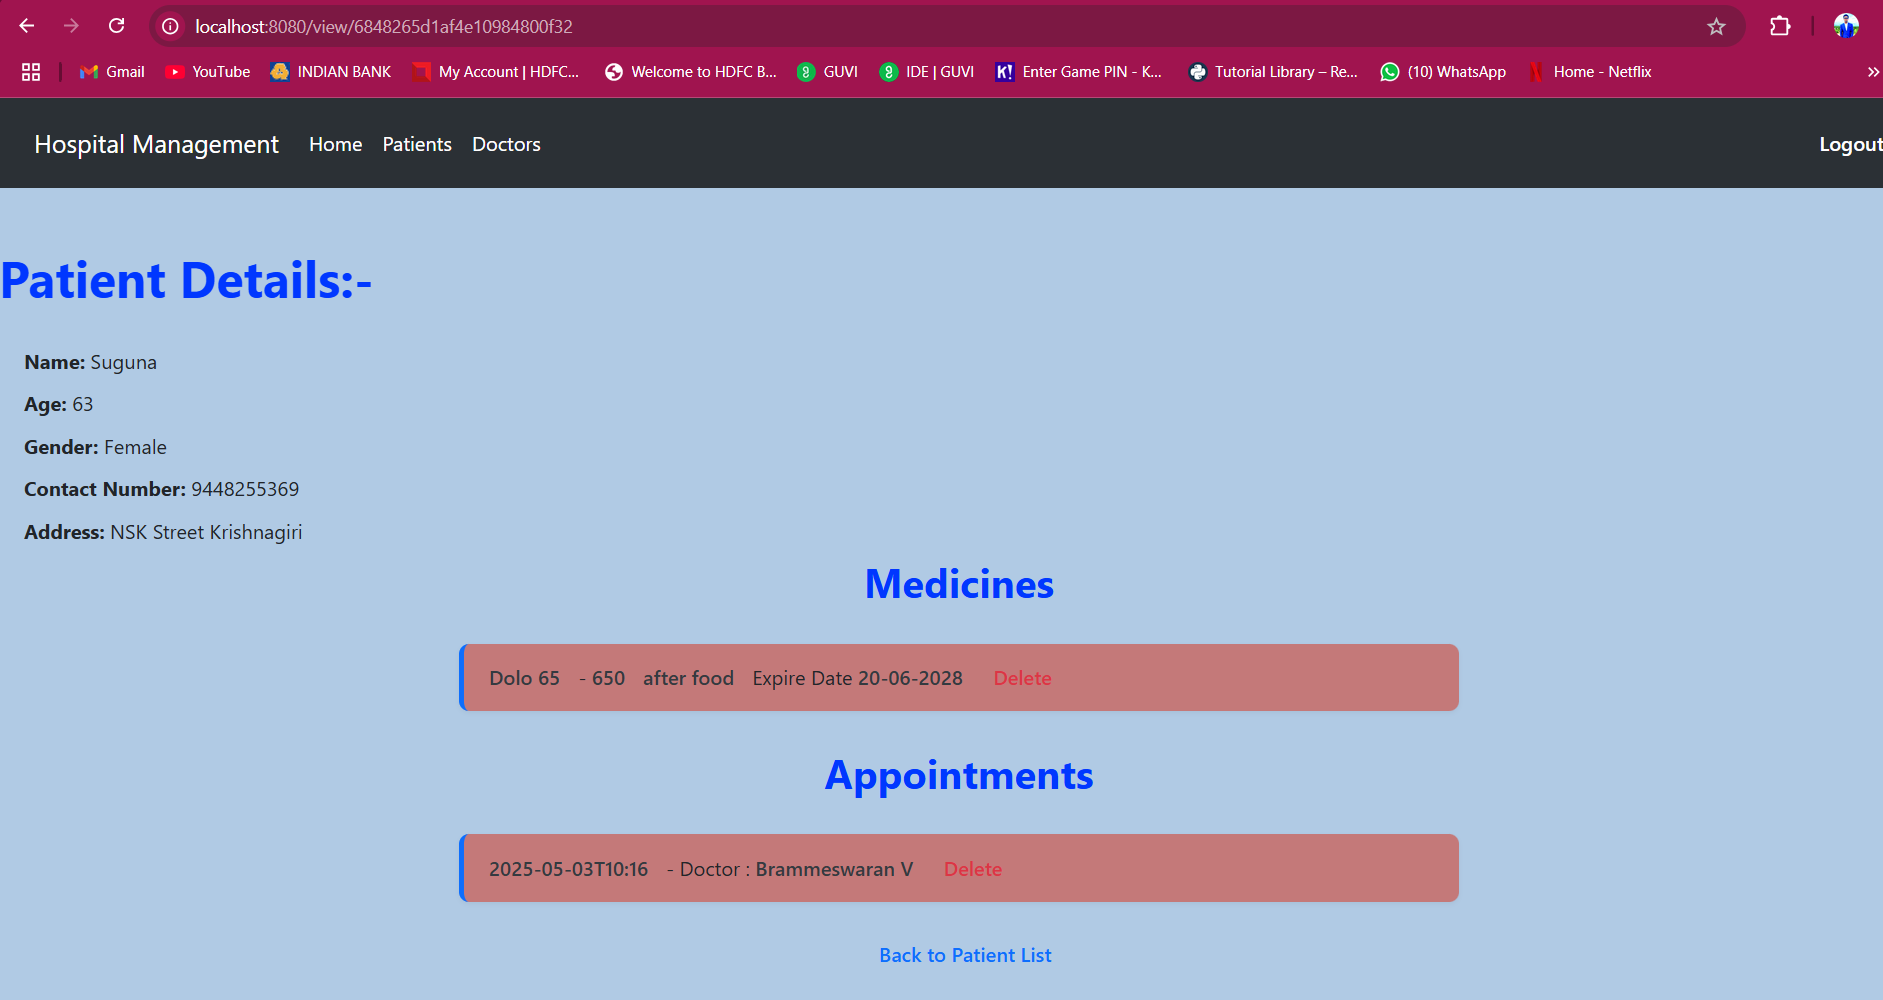 localhost:8080/view/6848265d1af4e10984800f32
Gmail YouTube INDIAN BANK My Account | HDFC... Welcome to HDFC B... GUVI IDE | GUVI K! Enter Game PIN - K... Tutorial Library – Re... (10) WhatsApp Home - Netflix »
Hospital Management Home Patients Doctors Logout
Patient Details:-
Name: Suguna
Age: 63
Gender: Female
Contact Number: 9448255369
Address: NSK Street Krishnagiri
Medicines
Dolo 65 - 650 after food Expire Date 20-06-2028 Delete
Appointments
2025-05-03T10:16 - Doctor : Brammeswaran V Delete
Back to Patient List